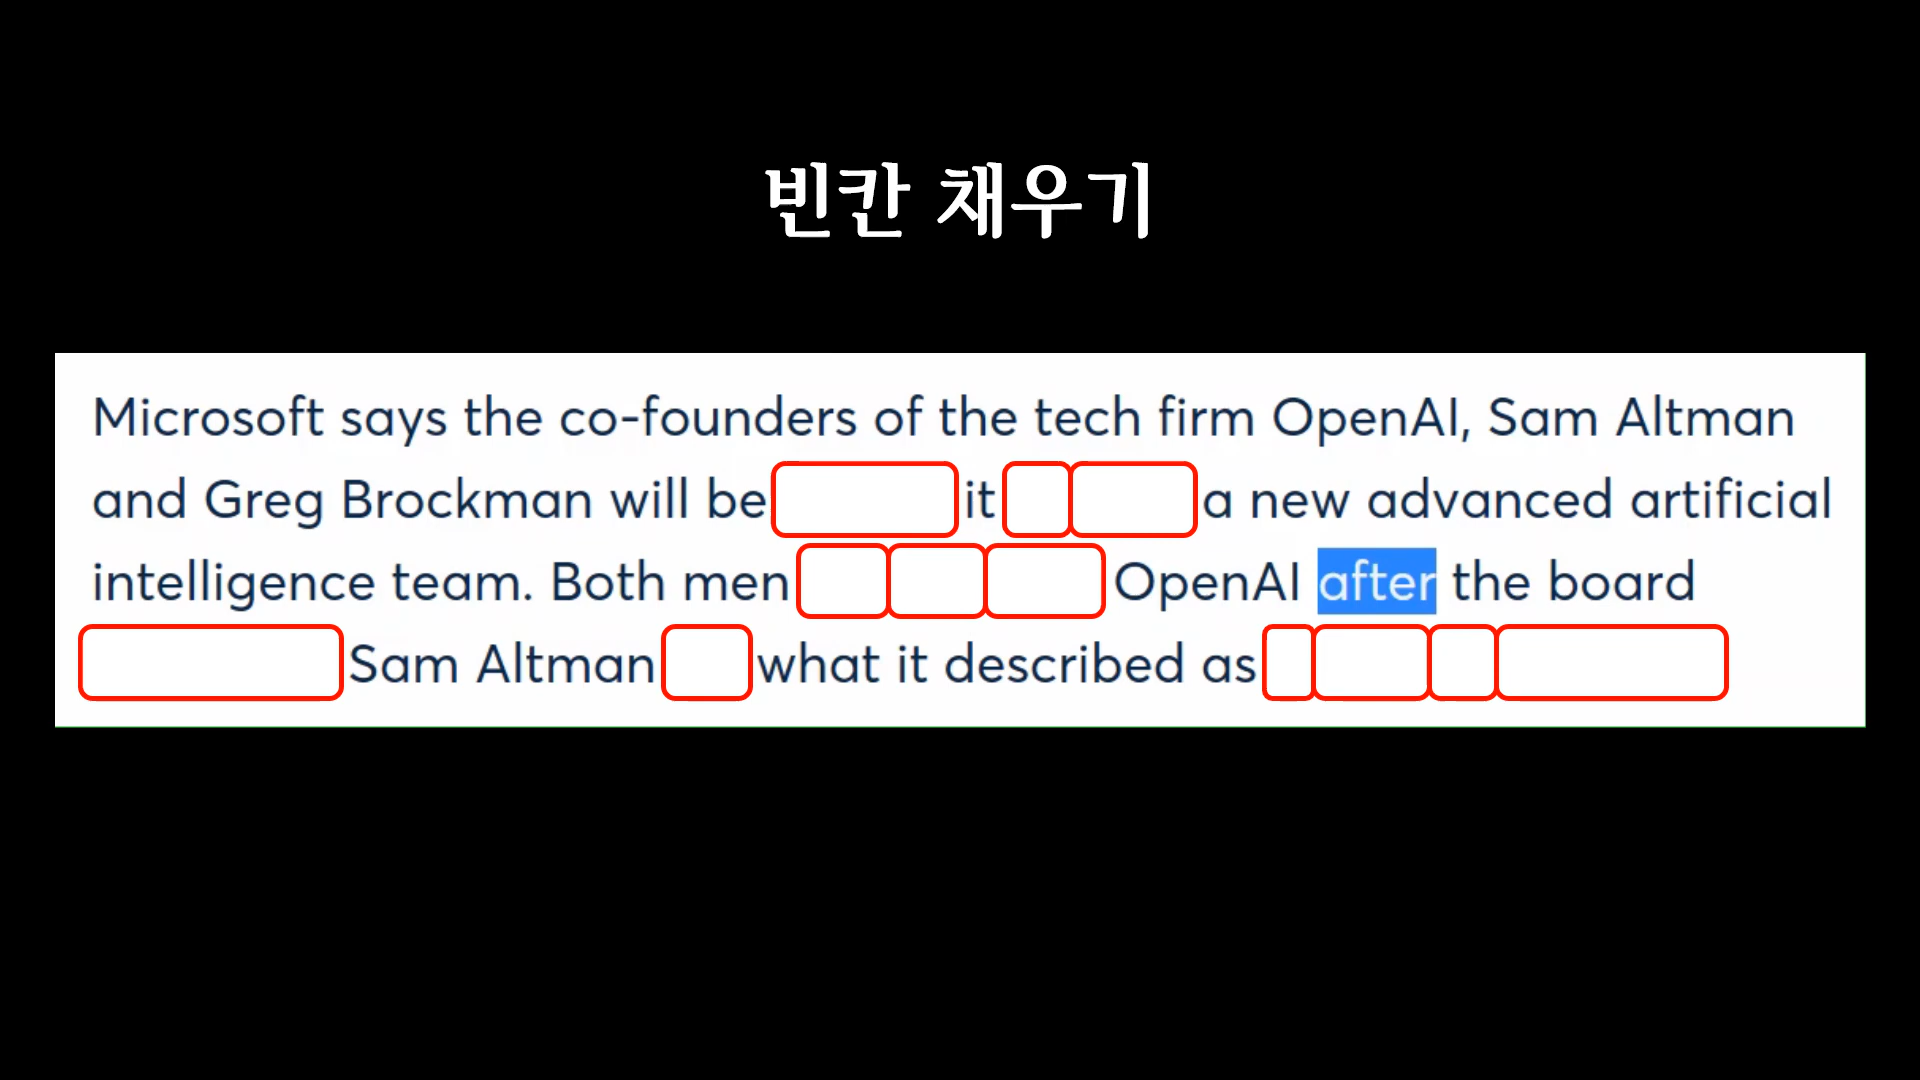 빈칸 채우기
Microsoft says the co-founders of the tech firm OpenAI, Sam Altman
and Greg Brockman will be it a new advanced artificial
intelligence team. Both men OpenAI after the board
Sam Altman what it described as